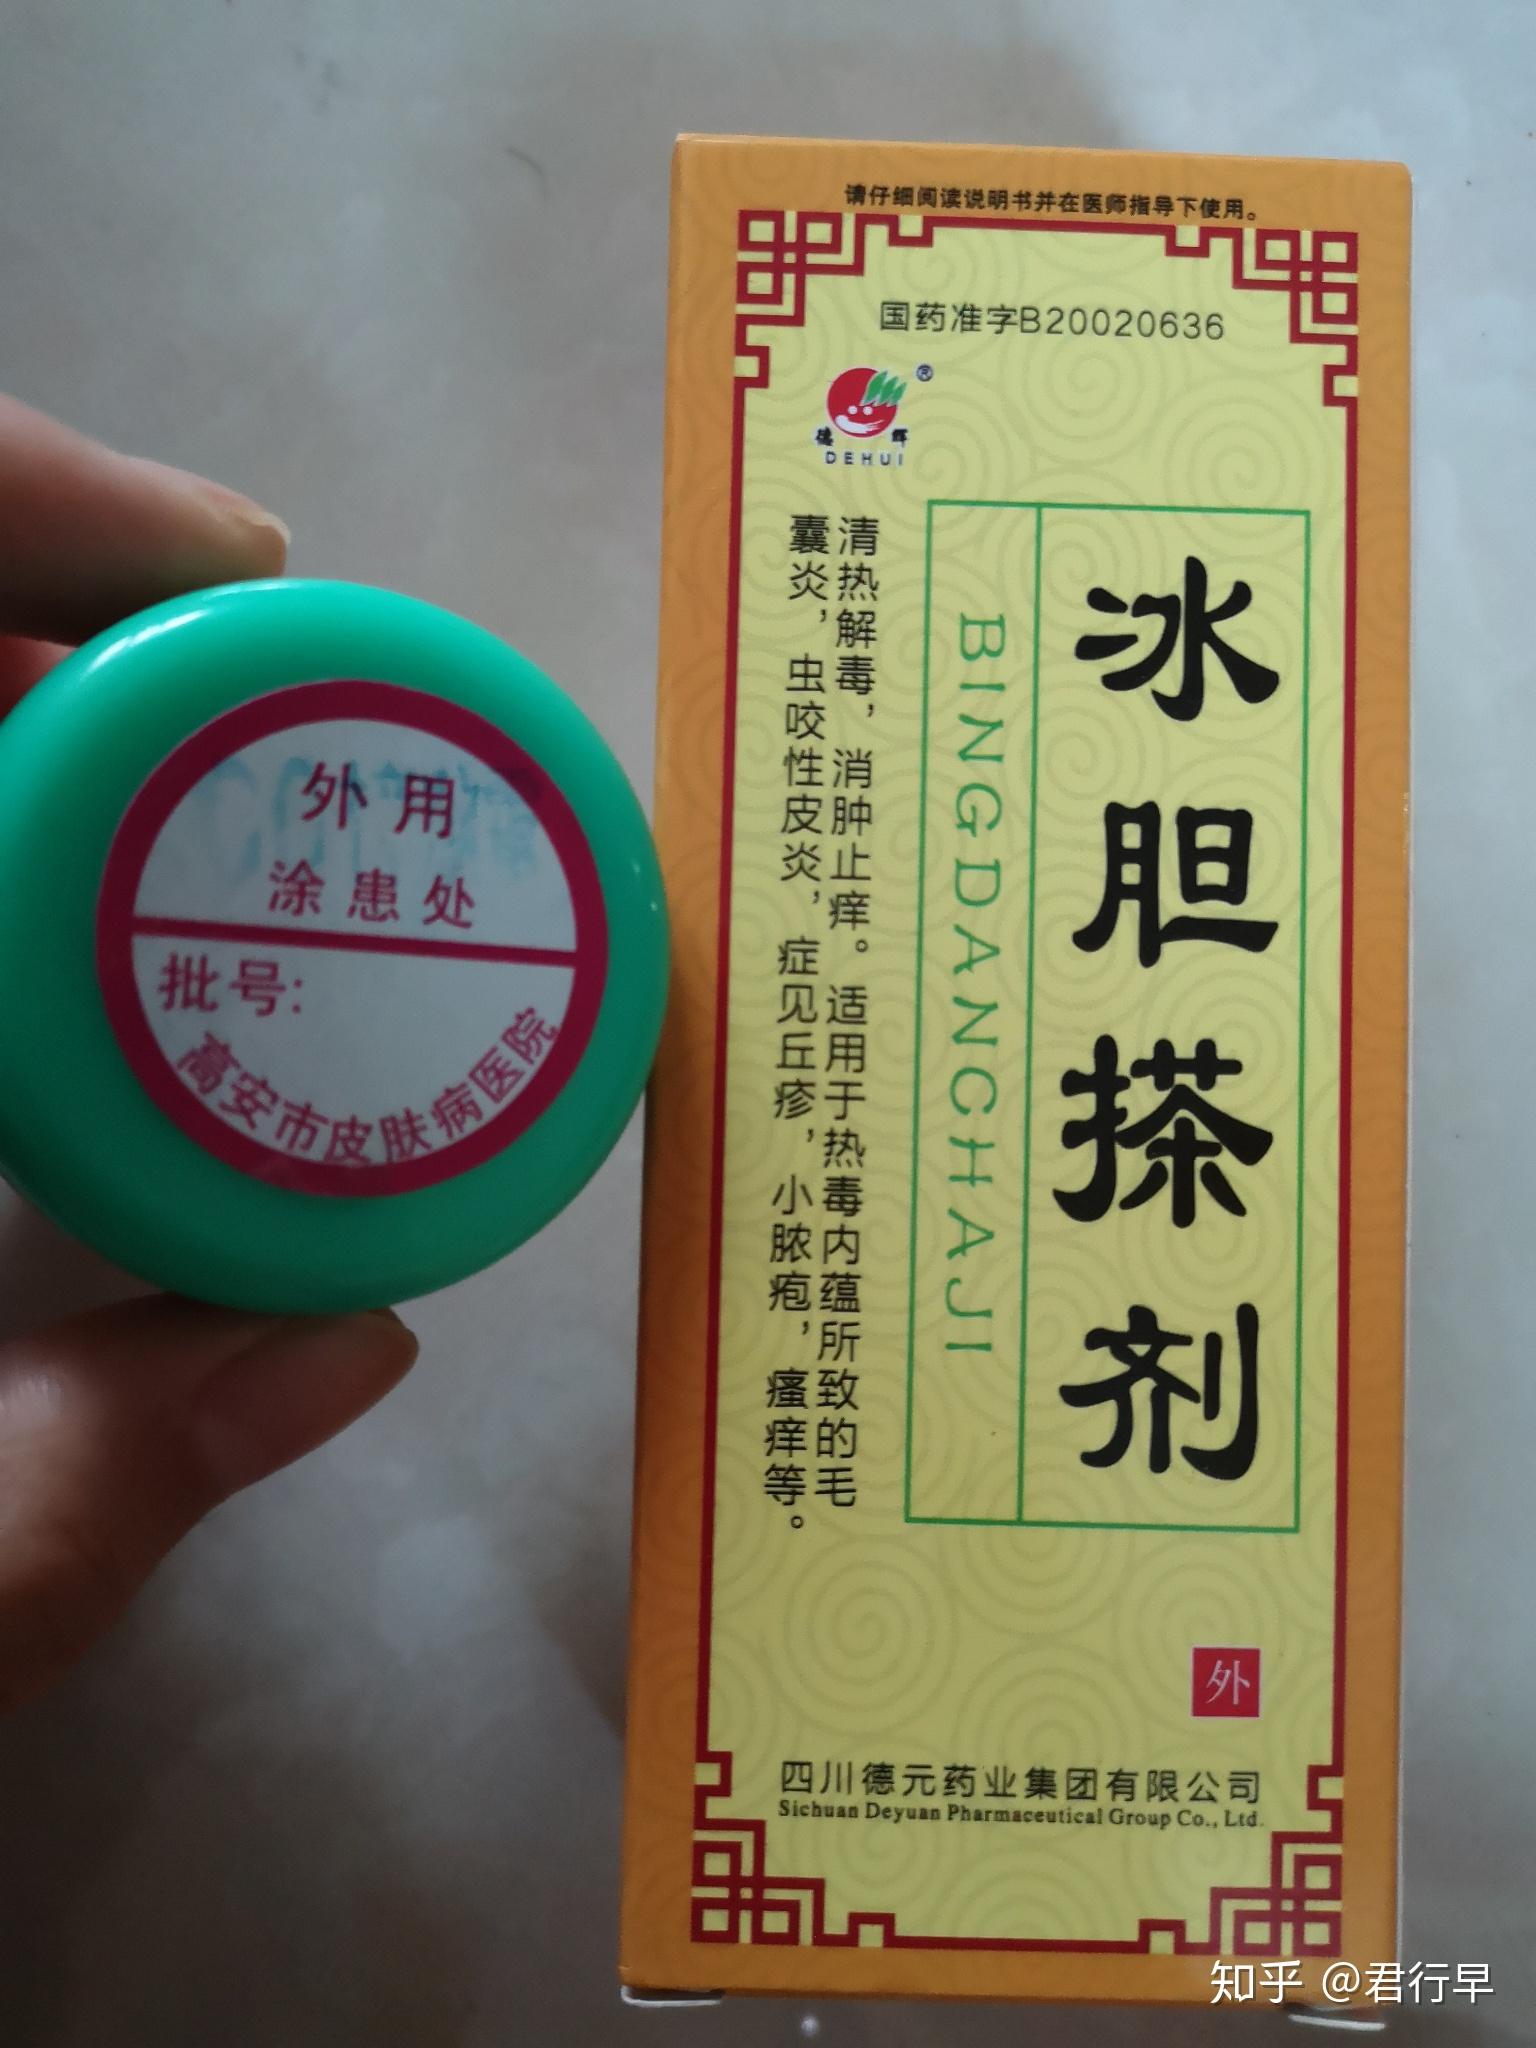 外用
涂患处
批号:
高安市皮肤病医院
请仔细阅读说明书并在医师指导下使用。
国药准字B20020636
®
德辉
DEHUI
冰胆搽剂
BINGDANCHAJI
清热解毒，消肿止痒。适用于热毒内蕴所致的毛
囊炎，虫咬性皮炎，症见丘疹，小脓疱，瘙痒等。
外
四川德元药业集团有限公司
Sichuan Deyuan Pharmaceutical Group Co., Ltd.
知乎 @君行早